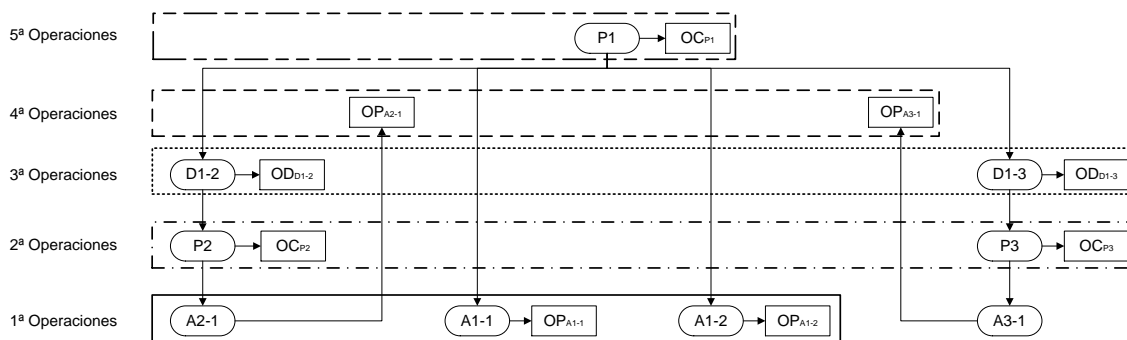 5ª Operaciones P1 OCP1
4ª Operaciones OPA2-1 OPA3-1
3ª Operaciones D1-2 ODD1-2 D1-3 ODD1-3
2ª Operaciones P2 OCP2 P3 OCP3
1ª Operaciones A2-1 A1-1 OPA1-1 A1-2 OPA1-2 A3-1